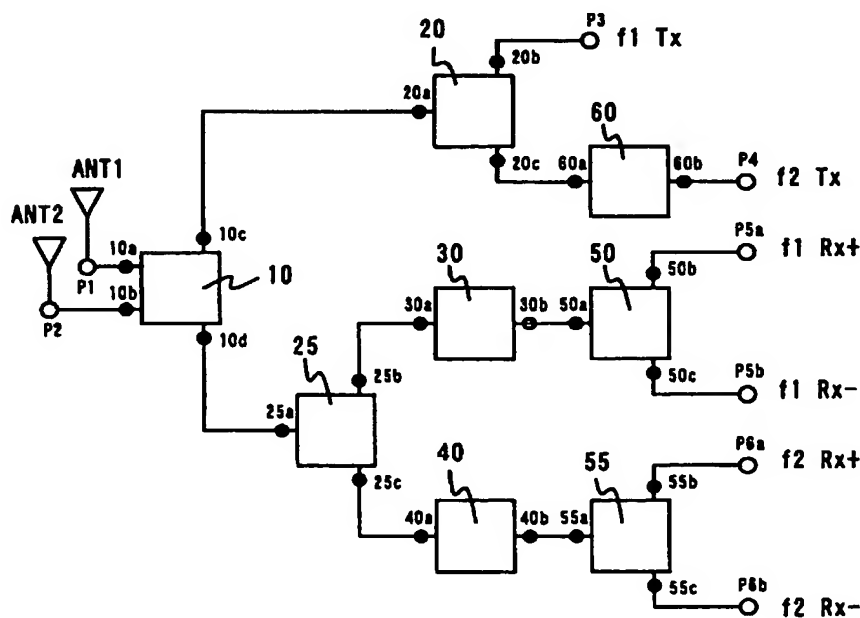 P3
f1 Tx
20
20b
20a
60
20c
60a
60b
P4
f2 Tx
ANT1
ANT2
10c
10a
P1
10b
P2
10
10d
P5a
f1 Rx+
50
50b
30
30a
30b
50a
25
25b
50c
P5b
f1 Rx-
25a
P6a
f2 Rx+
40
55
25c
55b
40a
40b
55a
55c
P6b
f2 Rx-